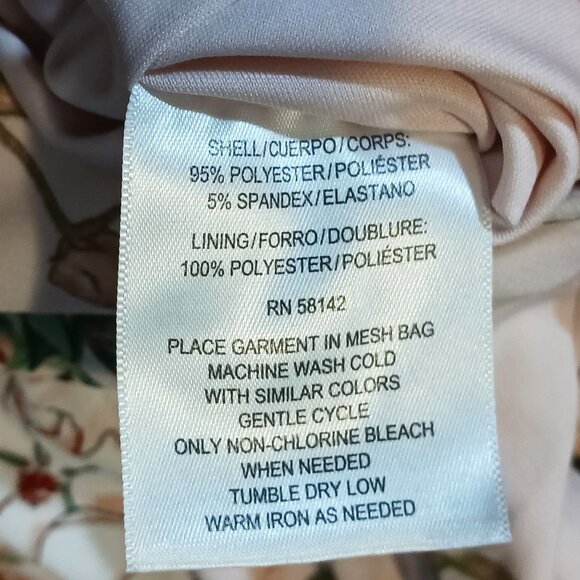 SHELL/CUERPO/CORPS:
95% POLYESTER/POLIÉSTER
5% SPANDEX/ELASTANO
LINING/FORRO/DOUBLURE:
100% POLYESTER/POLIÉSTER
RN 58142
PLACE GARMENT IN MESH BAG
MACHINE WASH COLD
WITH SIMILAR COLORS
GENTLE CYCLE
ONLY NON-CHLORINE BLEACH
WHEN NEEDED
TUMBLE DRY LOW
WARM IRON AS NEEDED